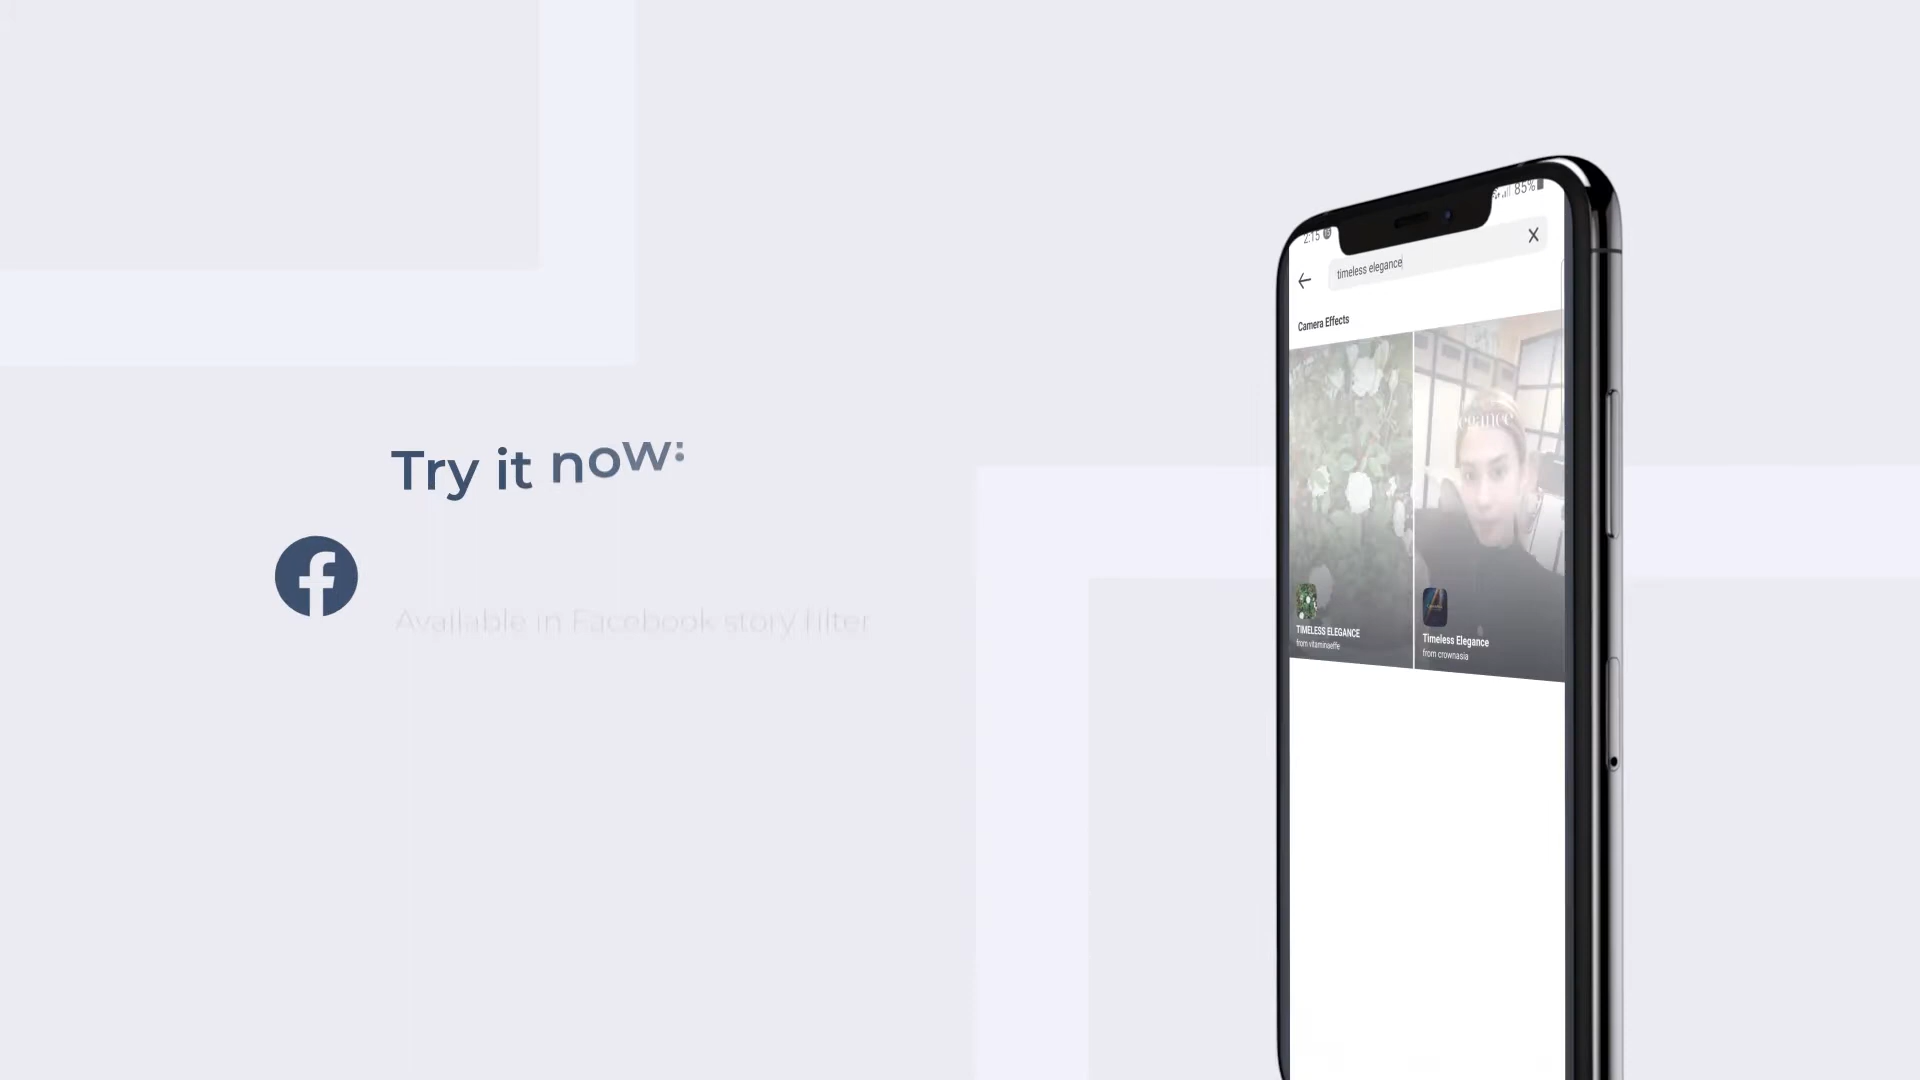 Try it now:
Available in Facebook story filter
2:15
85%
timeless elegance
Camera Effects
egance
TIMELESS ELEGANCE
from vitaminaeffe
Timeless Elegance
from crownasia